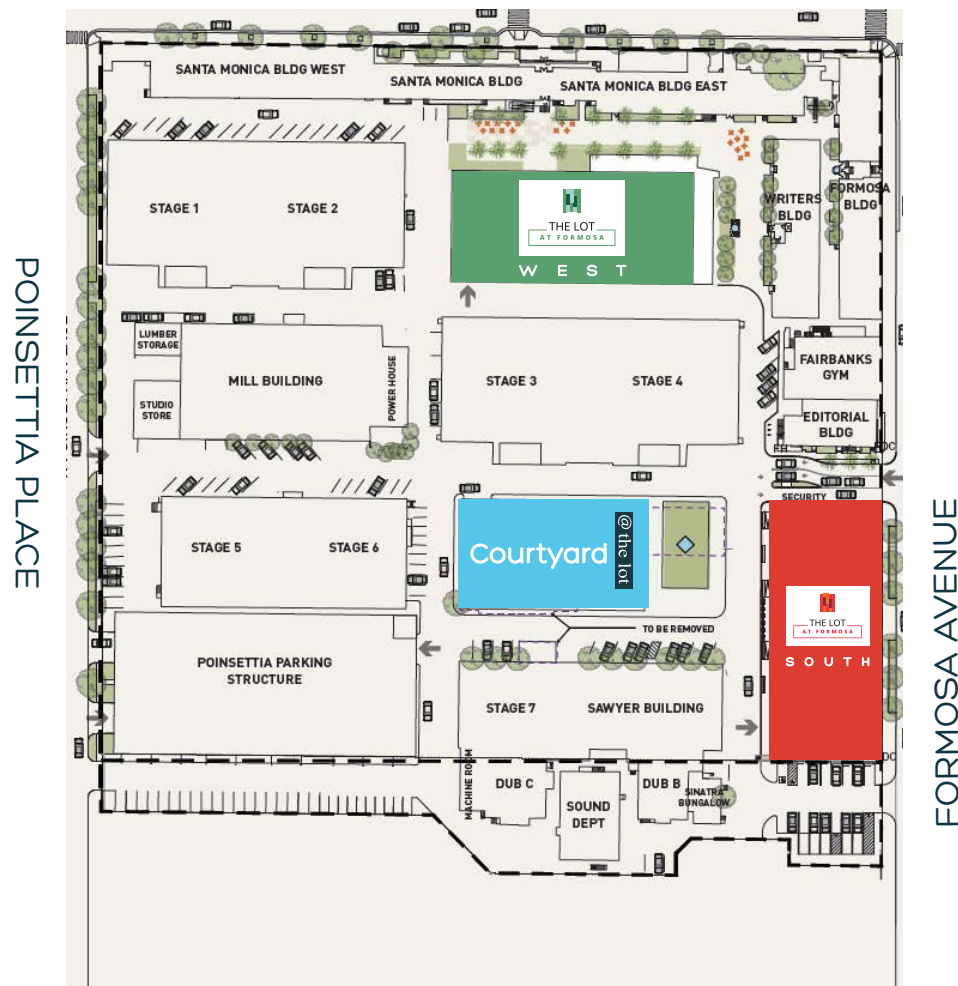 SANTA MONICA BLDG WEST
SANTA MONICA BLDG
SANTA MONICA BLDG EAST
STAGE 1
STAGE 2
THE LOT
AT FORMOSA
WEST
WRITERS
BLDG
FORMOSA
BLDG
POINSETTIA PLACE
LUMBER
STORAGE
MILL BUILDING
POWER HOUSE
STUDIO
STORE
STAGE 3
STAGE 4
FAIRBANKS
GYM
EDITORIAL
BLDG
SECURITY
STAGE 5
STAGE 6
Courtyard
@ the lot
TO BE REMOVED
THE LOT
AT FORMOSA
SOUTH
FORMOSA AVENUE
POINSETTIA PARKING
STRUCTURE
STAGE 7
SAWYER BUILDING
MACHINE ROOM
DUB C
SOUND
DEPT
DUB B
SINATRA
BUNGALOW